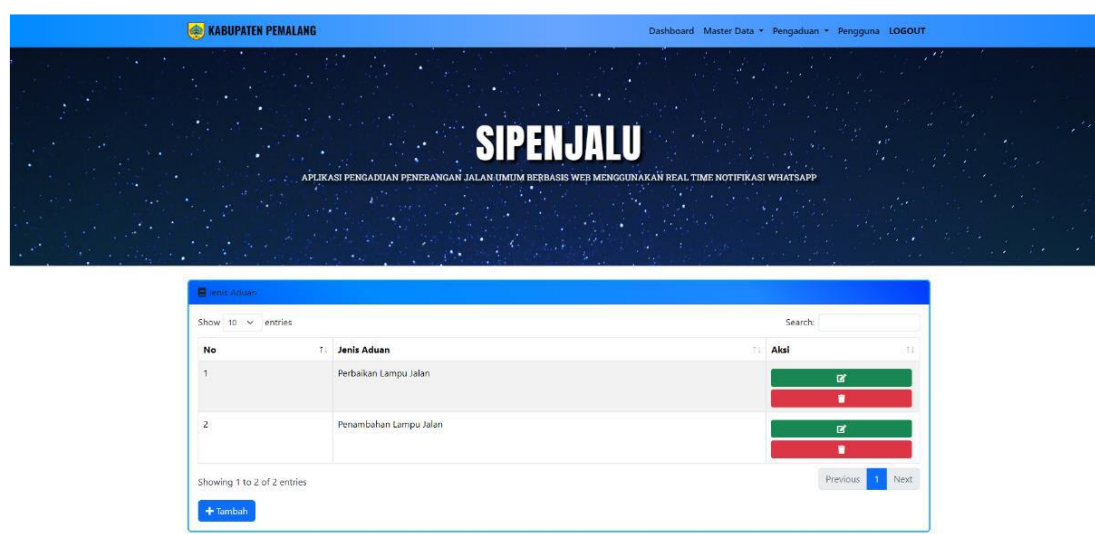 KABUPATEN PEMALANG Dashboard Master Data Pengaduan Pengguna LOGOUT
SIPENJALU
APLIKASI PENGADUAN PENERANGAN JALAN UMUM BERBASIS WEB MENGGUNAKAN REAL TIME NOTIFIKASI WHATSAPP
Jenis Aduan
Show 10 entries Search:
No Jenis Aduan Aksi
1 Perbaikan Lampu Jalan
2 Penambahan Lampu Jalan
Showing 1 to 2 of 2 entries Previous 1 Next
+ Tambah